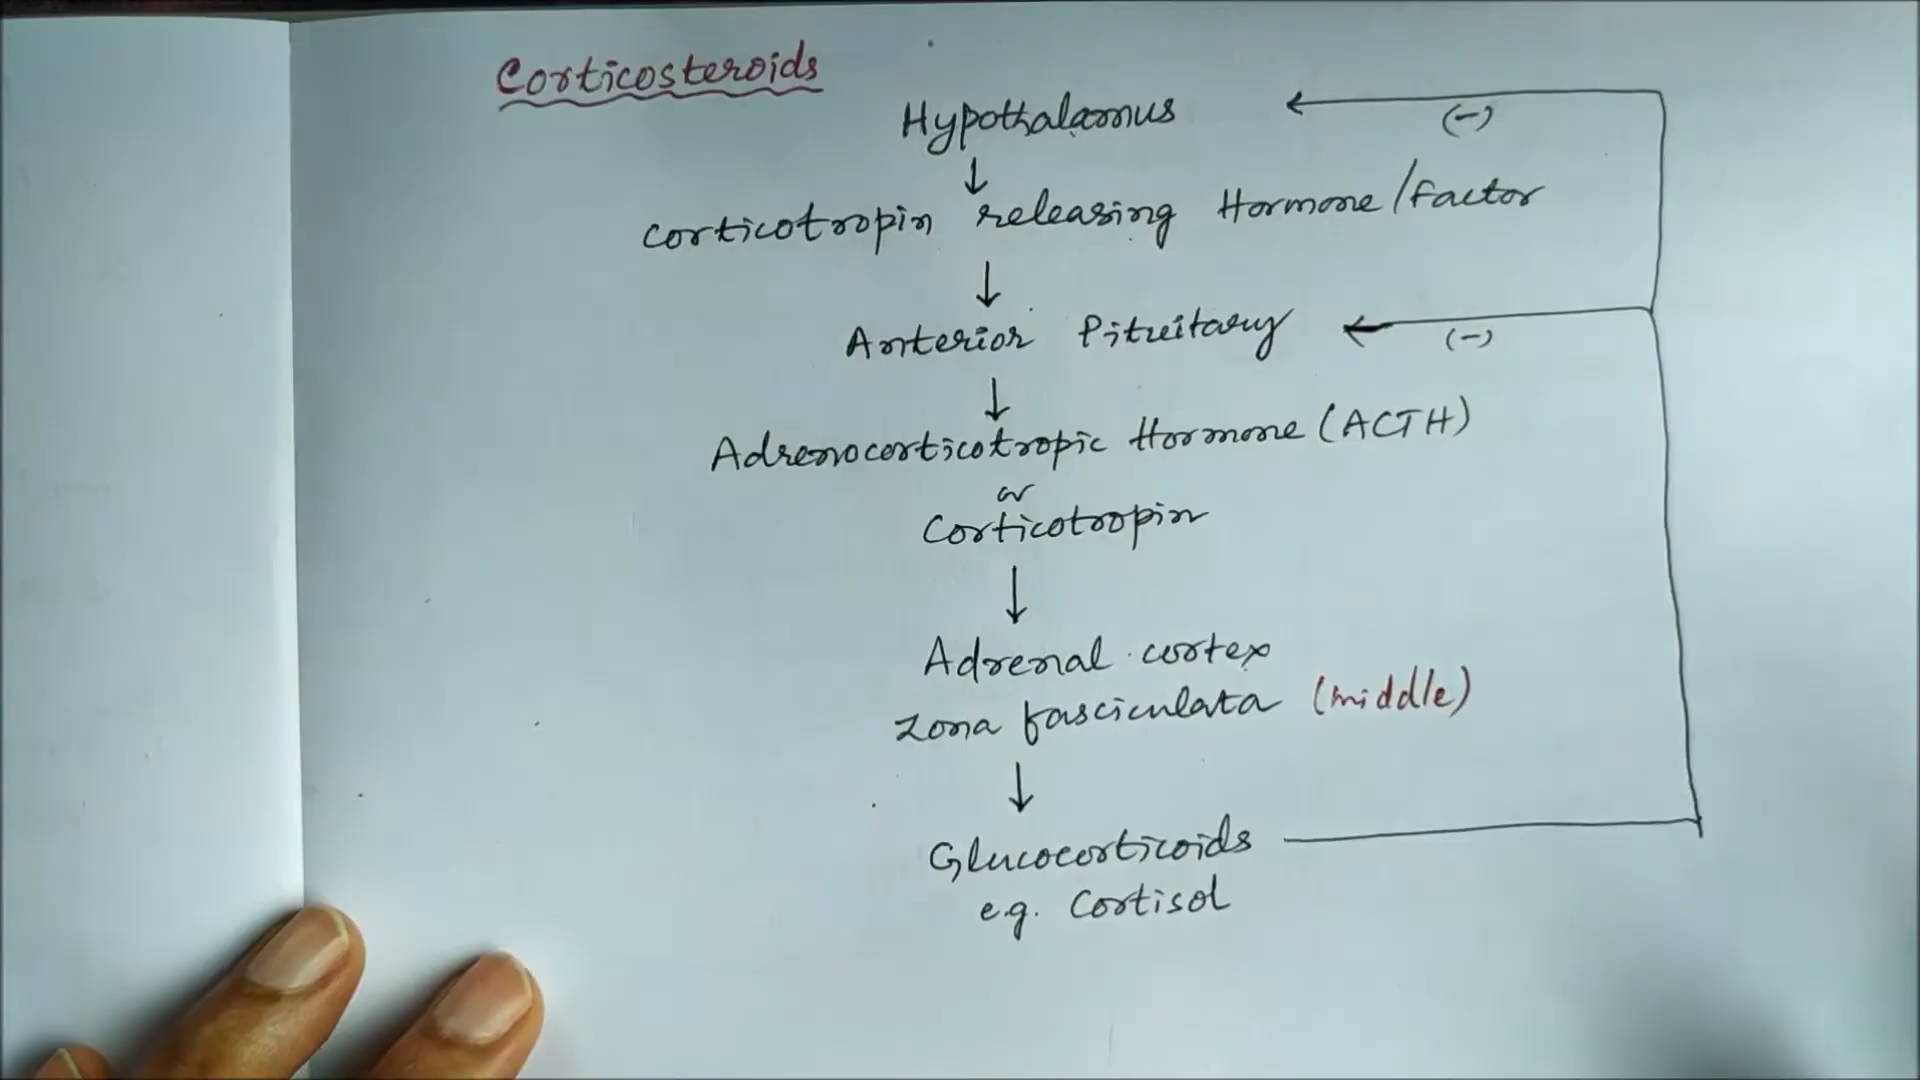 Corticosteroids
Hypothalamus
(-)
↓
corticotropin releasing Hormone/factor
↓
Anterior Pituitary
(-)
↓
Adrenocorticotropic Hormone (ACTH)
or
Corticotropin
↓
Adrenal cortex
Zona fasciculata (middle)
↓
Glucocorticoids
e.g. Cortisol